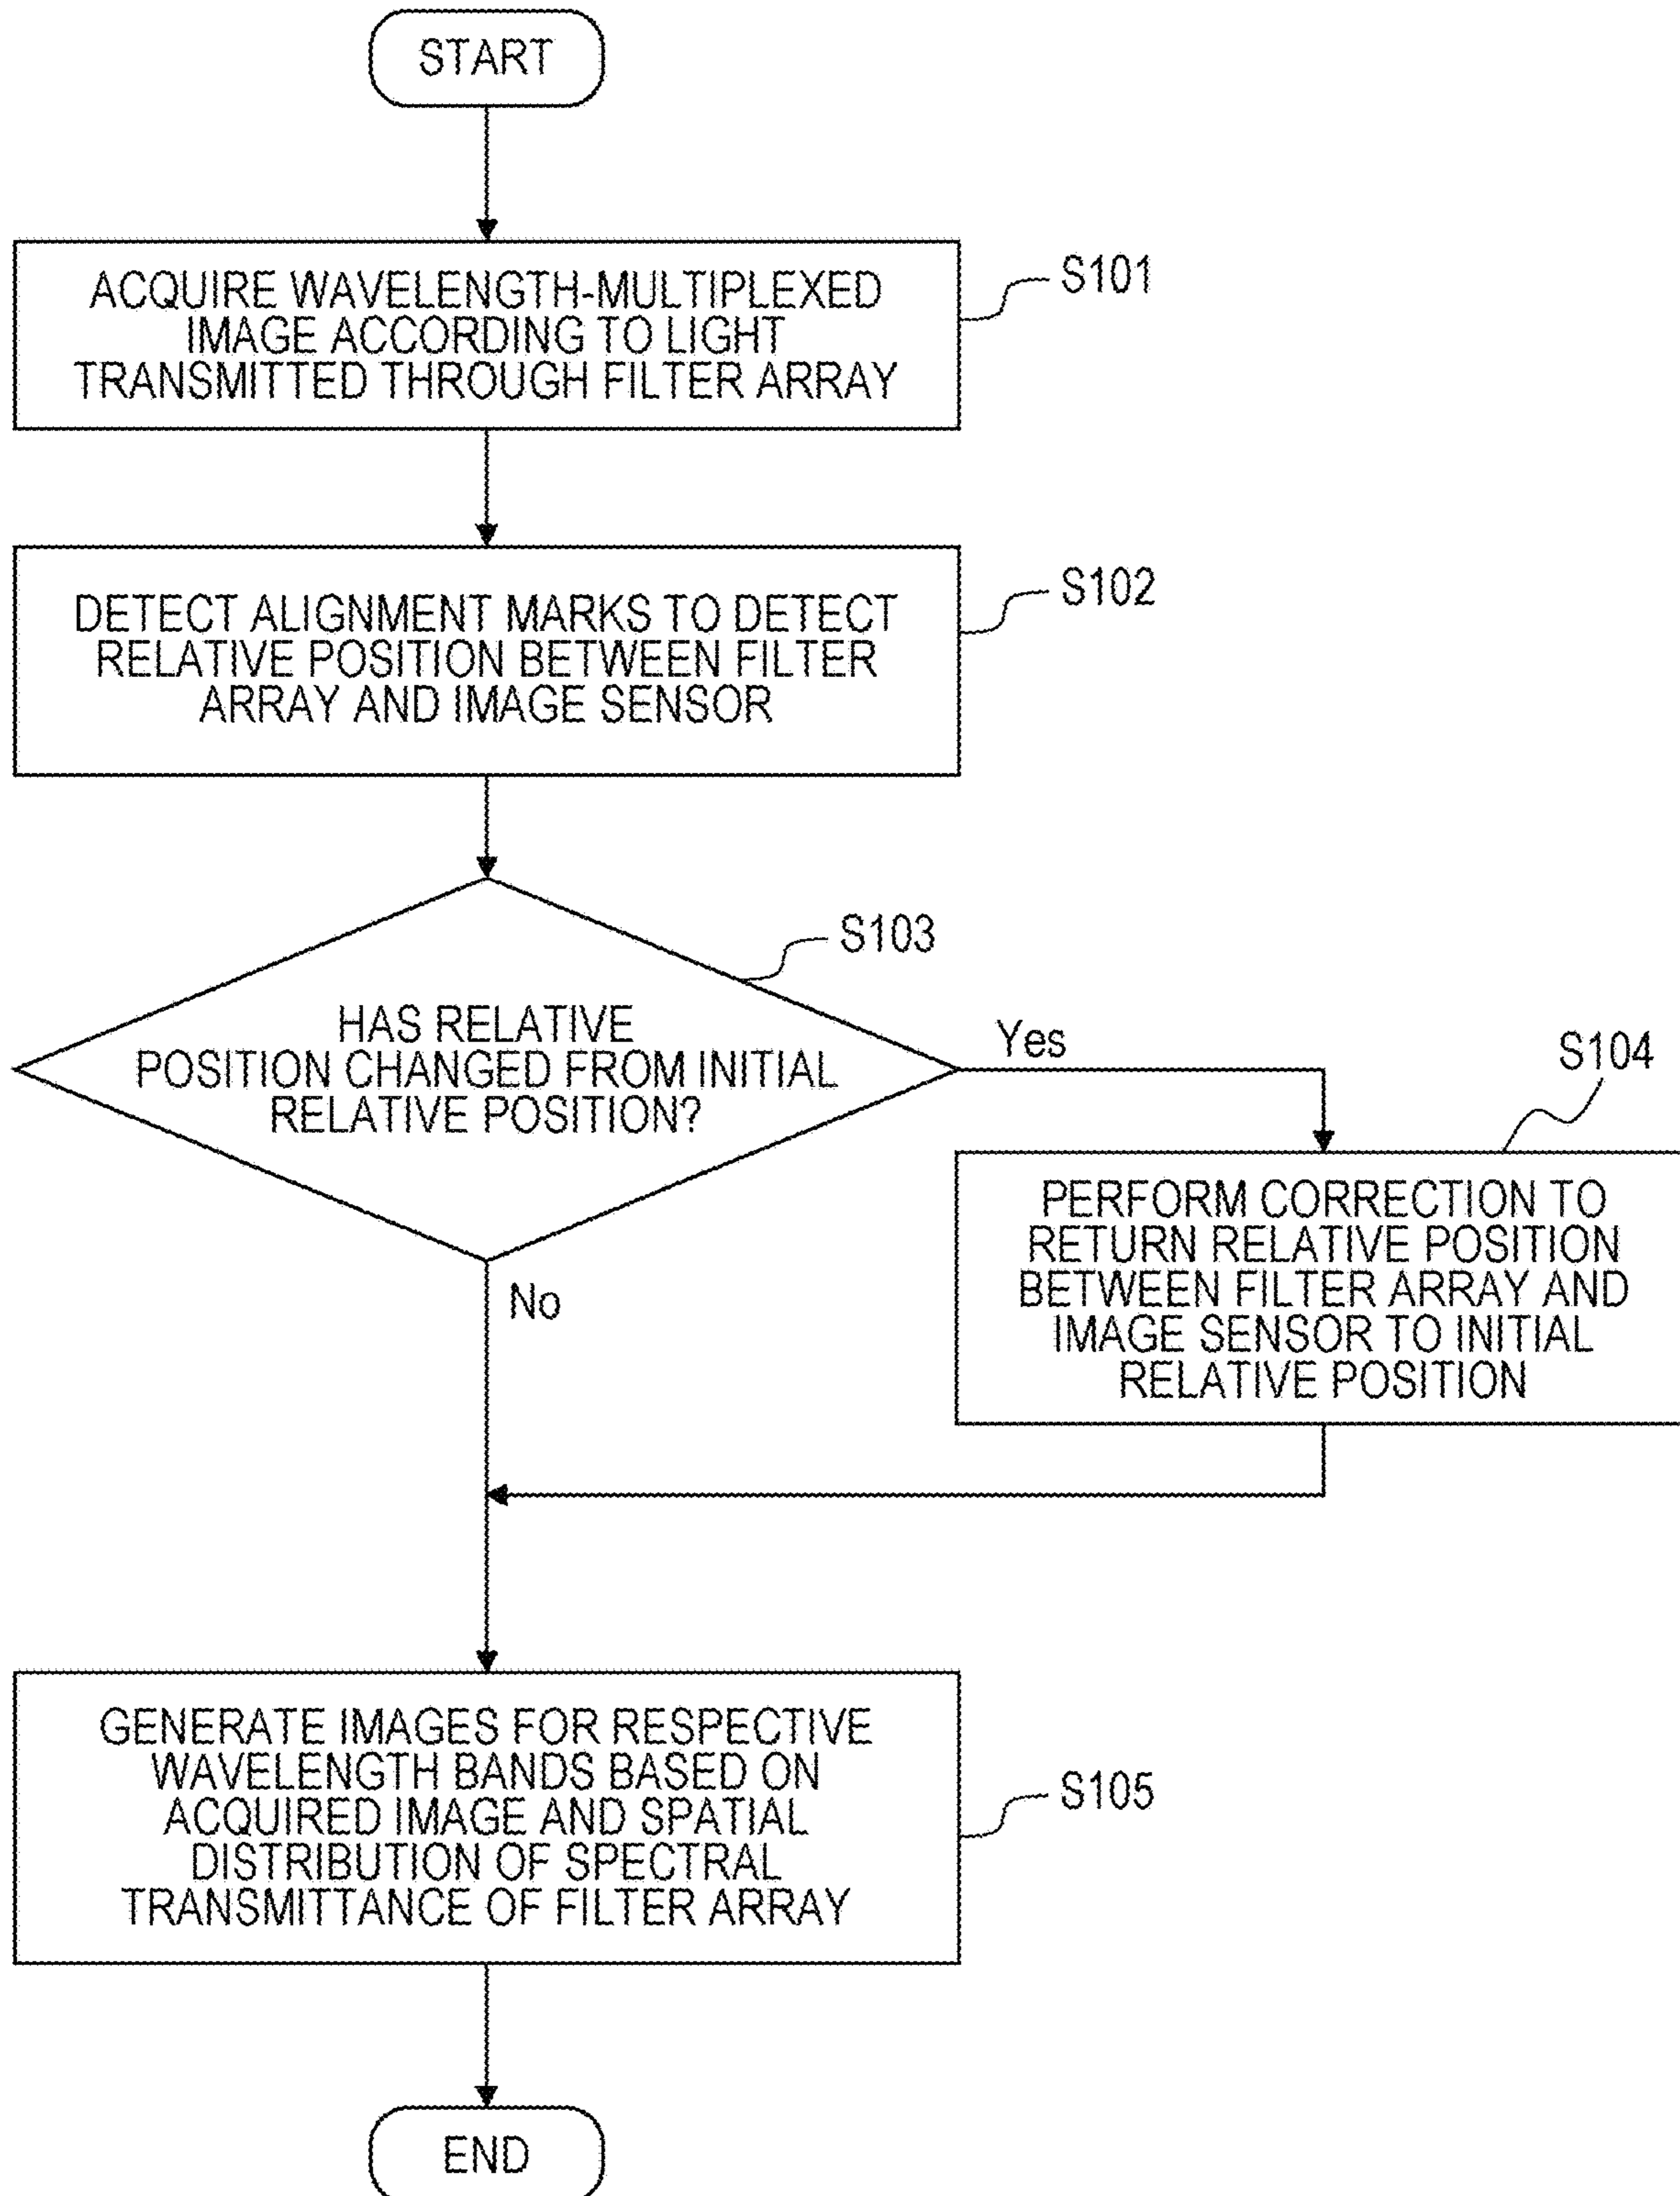 START
ACQUIRE WAVELENGTH-MULTIPLEXED
IMAGE ACCORDING TO LIGHT
TRANSMITTED THROUGH FILTER ARRAY
S101
DETECT ALIGNMENT MARKS TO DETECT
RELATIVE POSITION BETWEEN FILTER
ARRAY AND IMAGE SENSOR
S102
HAS RELATIVE
POSITION CHANGED FROM INITIAL
RELATIVE POSITION?
S103
Yes
No
PERFORM CORRECTION TO
RETURN RELATIVE POSITION
BETWEEN FILTER ARRAY AND
IMAGE SENSOR TO INITIAL
RELATIVE POSITION
S104
GENERATE IMAGES FOR RESPECTIVE
WAVELENGTH BANDS BASED ON
ACQUIRED IMAGE AND SPATIAL
DISTRIBUTION OF SPECTRAL
TRANSMITTANCE OF FILTER ARRAY
S105
END